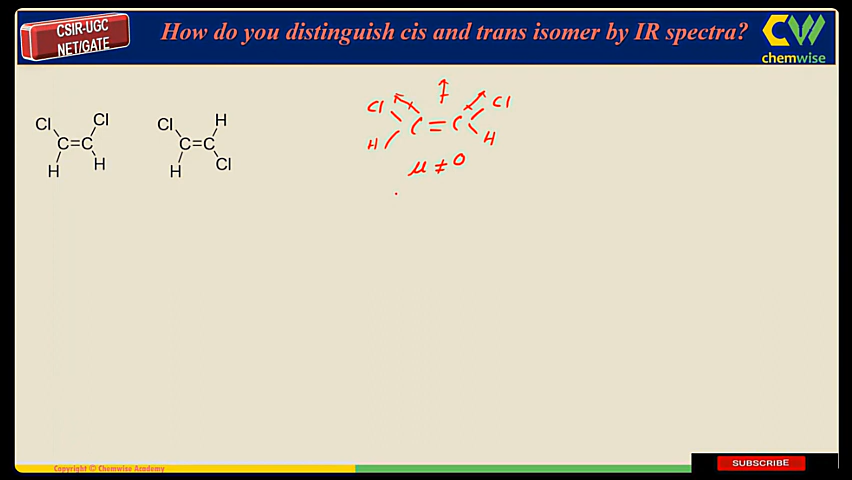 CSIR-UGC
NET/GATE
How do you distinguish cis and trans isomer by IR spectra?
CW
chemwise
Cl Cl
C=C
H H
Cl H
C=C
H Cl
Cl Cl
C=C
H H
μ ≠ 0
Copyright © Chemwise Academy
SUBSCRIBE